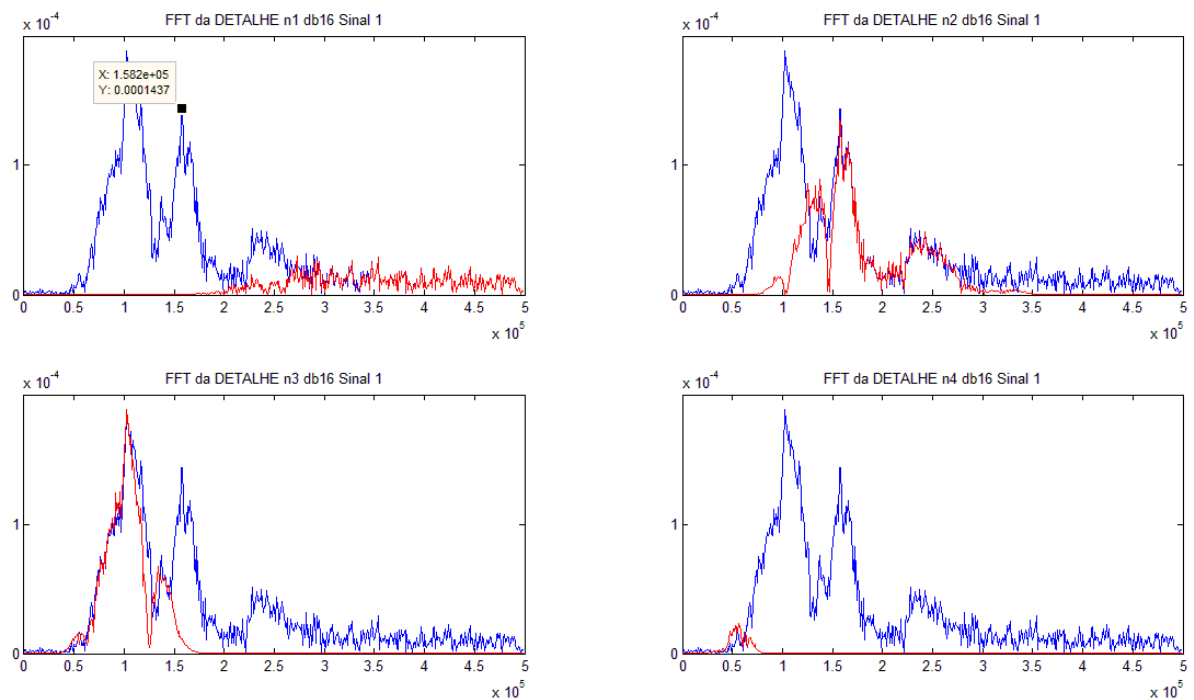 x 10-4
FFT da DETALHE n1 db16 Sinal 1
X: 1.582e+05
Y: 0.0001437
1
0
0 0.5 1 1.5 2 2.5 3 3.5 4 4.5 5
x 10 5
x 10-4
FFT da DETALHE n2 db16 Sinal 1
1
0
0 0.5 1 1.5 2 2.5 3 3.5 4 4.5 5
x 10 5
x 10-4
FFT da DETALHE n3 db16 Sinal 1
1
0
0 0.5 1 1.5 2 2.5 3 3.5 4 4.5 5
x 10 5
x 10-4
FFT da DETALHE n4 db16 Sinal 1
1
0
0 0.5 1 1.5 2 2.5 3 3.5 4 4.5 5
x 10 5